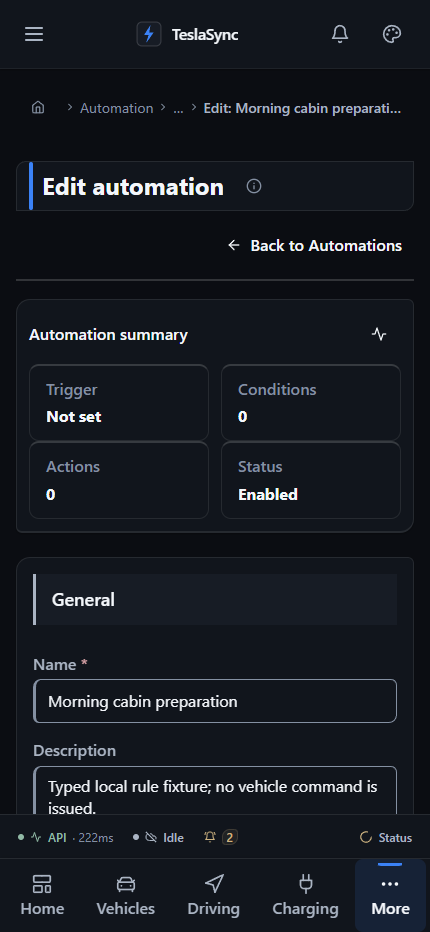 TeslaSync
Automation > ... > Edit: Morning cabin preparati...
Edit automation
← Back to Automations
Automation summary
Trigger
Not set
Conditions
0
Actions
0
Status
Enabled
General
Name *
Morning cabin preparation
Description
Typed local rule fixture; no vehicle command is
issued.
API · 222ms
Idle
2
Status
Home
Vehicles
Driving
Charging
More